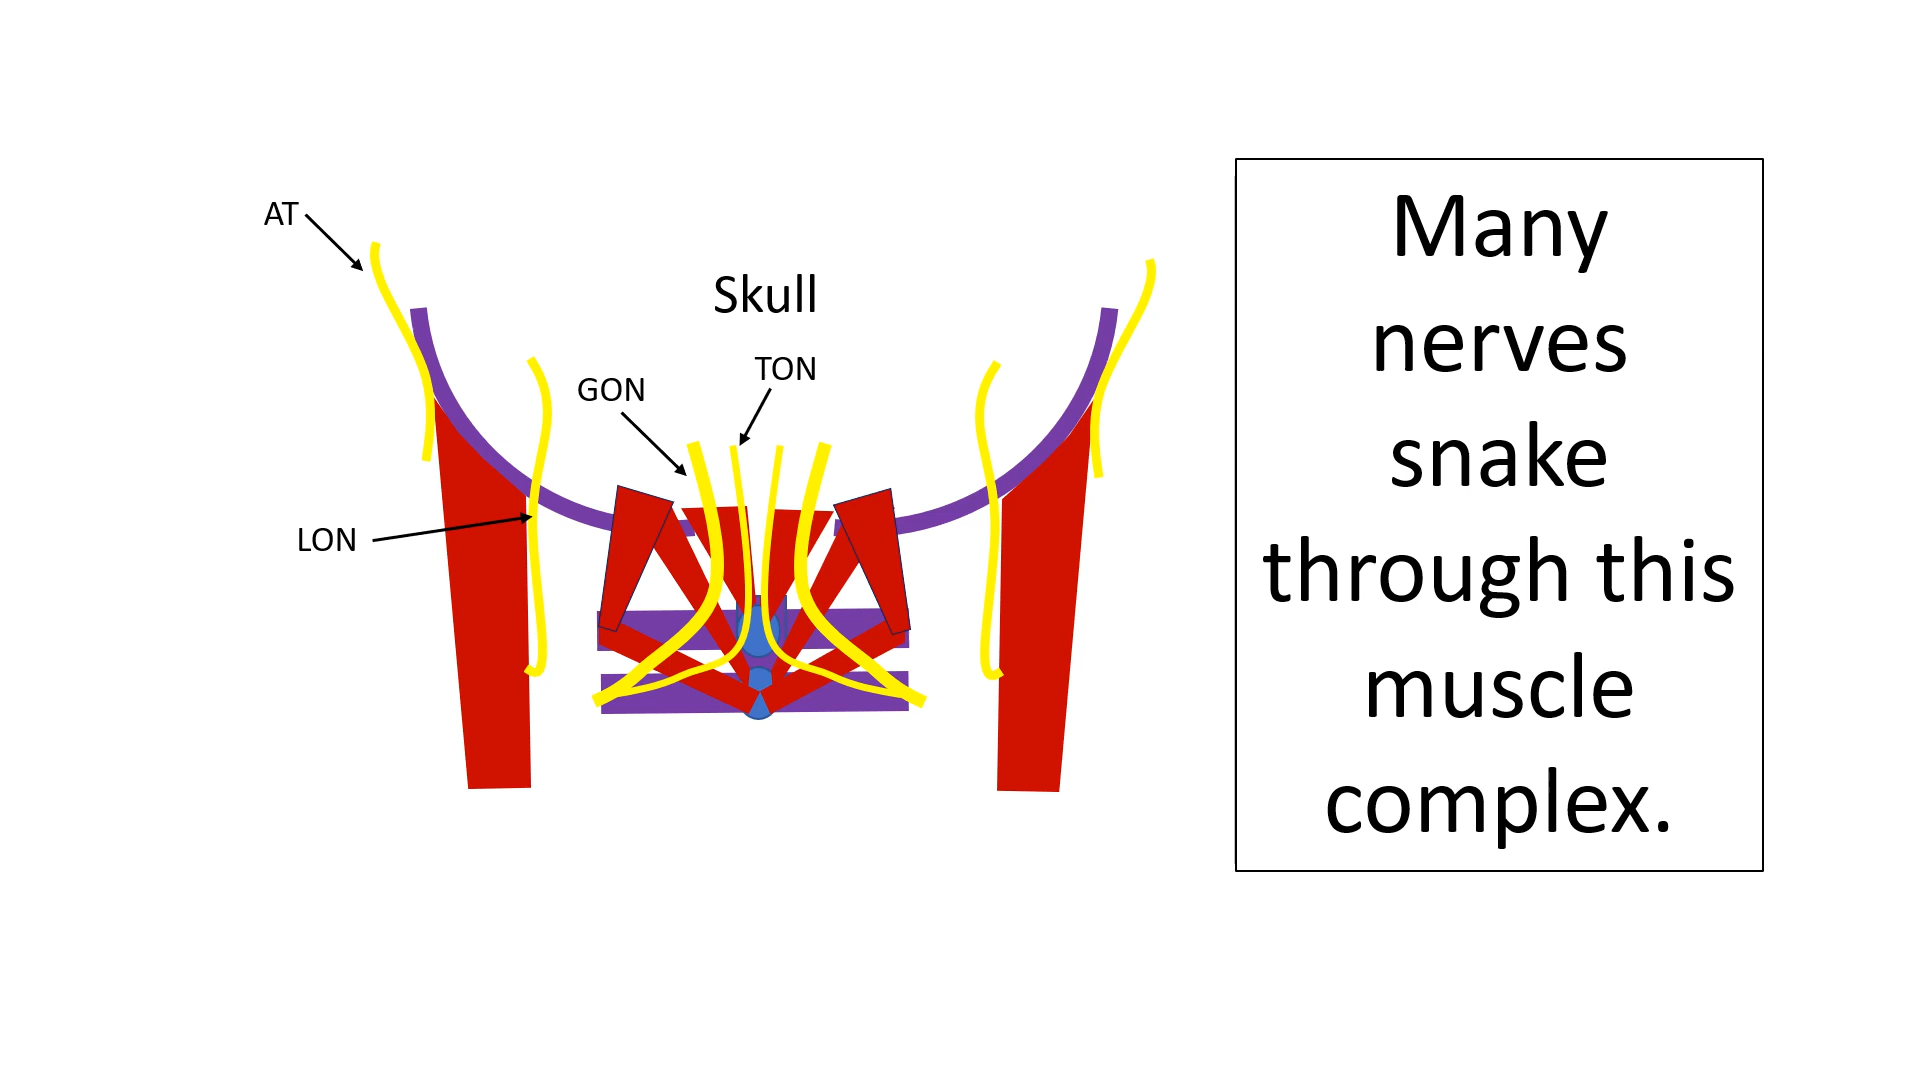 AT
Skull
TON
GON
LON
Many
nerves
snake
through this
muscle
complex.